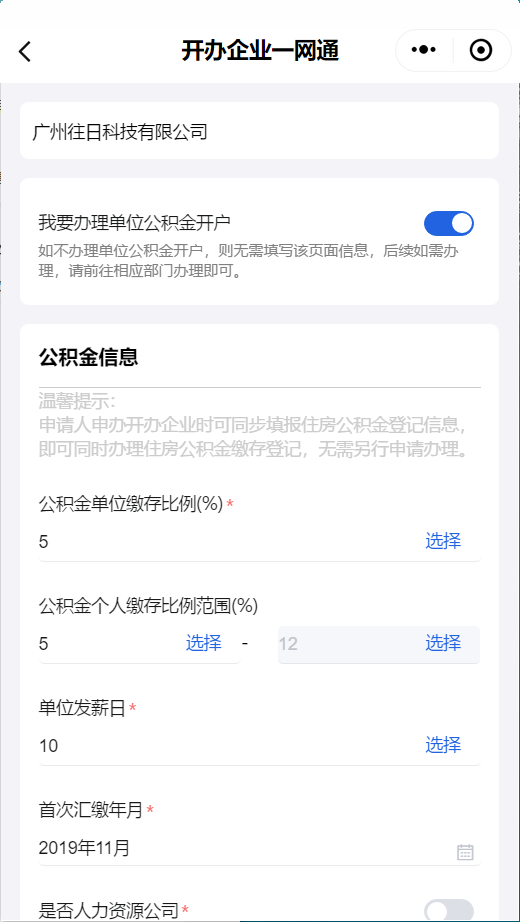 开办企业一网通
广州往日科技有限公司
我要办理单位公积金开户
如不办理单位公积金开户，则无需填写该页面信息，后续如需办
理，请前往相应部门办理即可。
公积金信息
温馨提示：
申请人申办开办企业时可同步填报住房公积金登记信息，
即可同时办理住房公积金缴存登记，无需另行申请办理。
公积金单位缴存比例(%)*
5 选择
公积金个人缴存比例范围(%)
5 选择 - 12 选择
单位发薪日*
10 选择
首次汇缴年月*
2019年11月
是否人力资源公司*